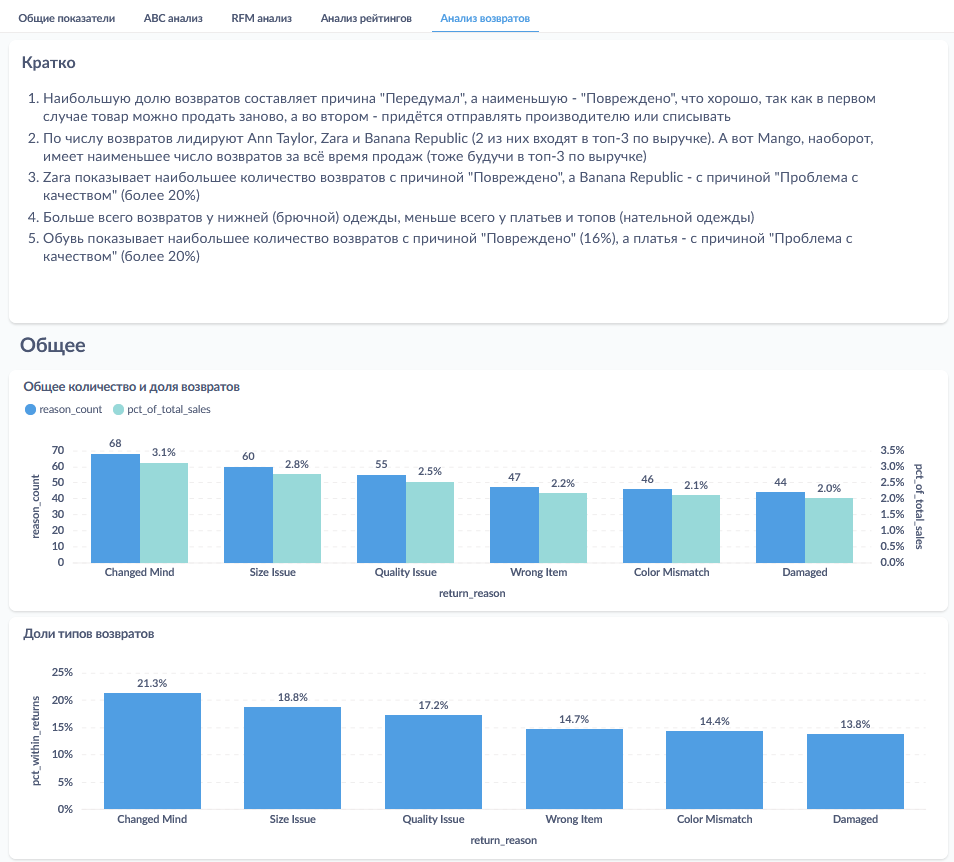 Общие показатели ABC анализ RFM анализ Анализ рейтингов Анализ возвратов
Кратко
1. Наибольшую долю возвратов составляет причина "Передумал", а наименьшую - "Повреждено", что хорошо, так как в первом
случае товар можно продать заново, а во втором - придётся отправлять производителю или списывать
2. По числу возвратов лидируют Ann Taylor, Zara и Banana Republic (2 из них входят в топ-3 по выручке). А вот Mango, наоборот,
имеет наименьшее число возвратов за всё время продаж (тоже будучи в топ-3 по выручке)
3. Zara показывает наибольшее количество возвратов с причиной "Повреждено", а Banana Republic - с причиной "Проблема с
качеством" (более 20%)
4. Больше всего возвратов у нижней (брючной) одежды, меньше всего у платьев и топов (нательной одежды)
5. Обувь показывает наибольшее количество возвратов с причиной "Повреждено" (16%), а платья - с причиной "Проблема с
качеством" (более 20%)
Общее
Общее количество и доля возвратов
reason_count pct_of_total_sales
reason_count
70
60
50
40
30
20
10
0
68 3.1%
60 2.8%
55 2.5%
47 2.2%
46 2.1%
44 2.0%
3.5%
3.0%
2.5%
2.0%
1.5%
1.0%
0.5%
0.0%
pct_of_total_sales
Changed Mind Size Issue Quality Issue Wrong Item Color Mismatch Damaged
return_reason
Доли типов возвратов
pct_within_returns
25%
20%
15%
10%
5%
0%
21.3% 18.8% 17.2% 14.7% 14.4% 13.8%
Changed Mind Size Issue Quality Issue Wrong Item Color Mismatch Damaged
return_reason